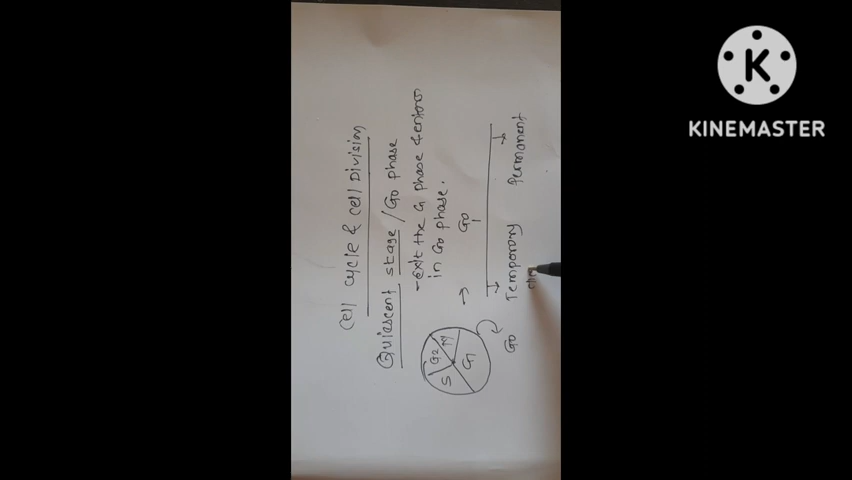 Cell cycle & cell Division
Quiescent stage / G0 phase
- exit the G1 phase & enters
in G0 phase.
→ G0
Temporary Permanent
G0
S G2 M G1
K
KINEMASTER